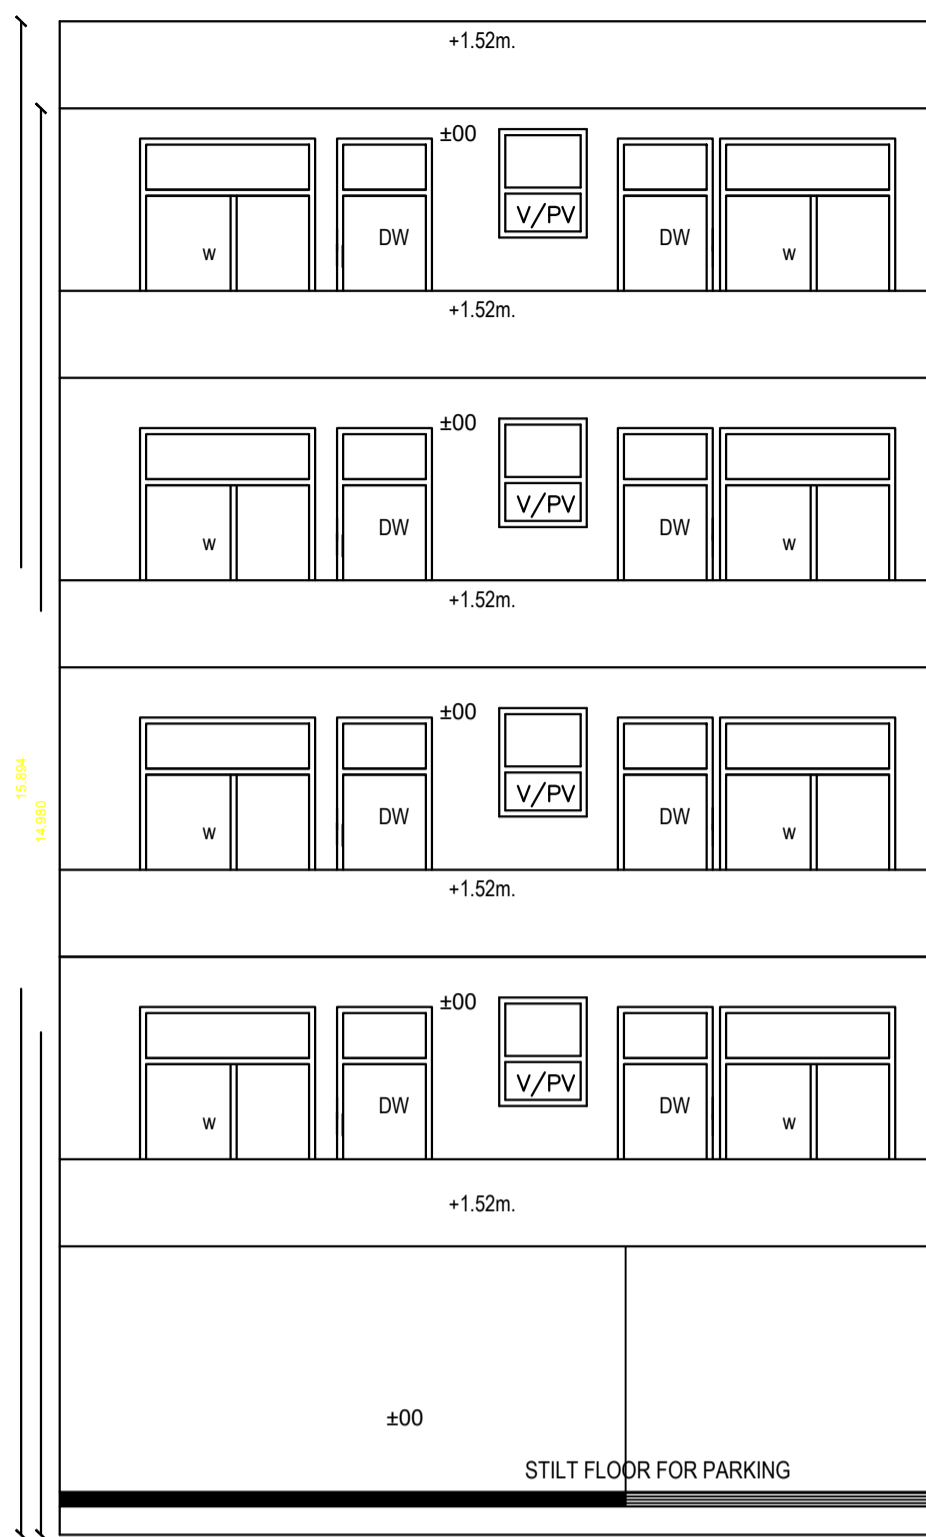 +1.52m.
±00
V/PV
W DW DW W
+1.52m.
±00
V/PV
W DW DW W
+1.52m.
±00
V/PV
15.894
14.980
W DW DW W
+1.52m.
±00
V/PV
W DW DW W
+1.52m.
±00
STILT FLOOR FOR PARKING